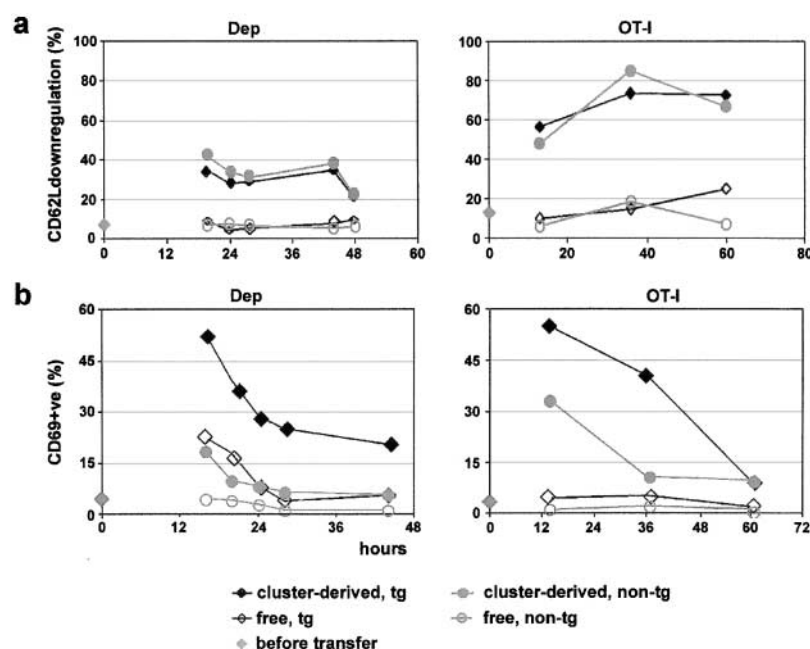 a
Dep
OT-I
CD62Ldownregulation (%)
100
80
60
40
20
0
0 12 24 36 48 60
100
80
60
40
20
0
0 20 40 60 80
b
Dep
OT-I
CD69+ve (%)
60
45
30
15
0
0 12 24 36 48
hours
60
45
30
15
0
0 12 24 36 48 60 72
cluster-derived, tg
cluster-derived, non-tg
free, tg
free, non-tg
before transfer